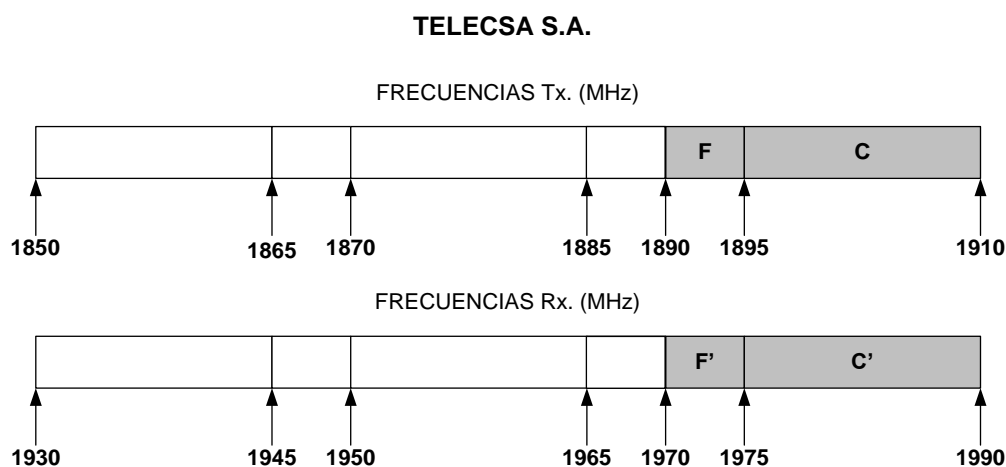 TELECSA S.A.
FRECUENCIAS Tx. (MHz)
F C
1850 1865 1870 1885 1890 1895 1910
FRECUENCIAS Rx. (MHz)
F’ C’
1930 1945 1950 1965 1970 1975 1990